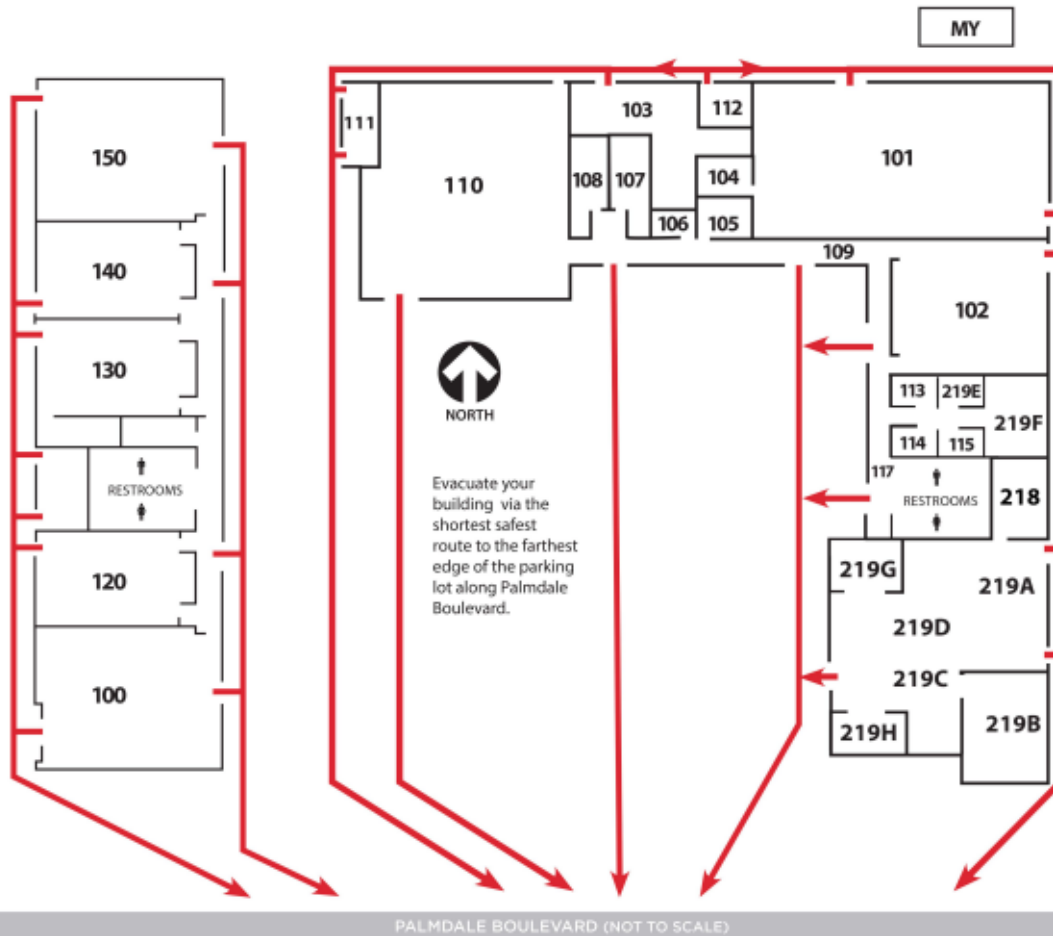 MY
150
140
130
RESTROOMS
120
100
111
110
103
112
108
107
104
106
105
101
109
102
113
219E
219F
114
115
117
RESTROOMS
218
219G
219A
219D
219C
219H
219B
NORTH
Evacuate your
building via the
shortest safest
route to the farthest
edge of the parking
lot along Palmdale
Boulevard.
PALMDALE BOULEVARD (NOT TO SCALE)